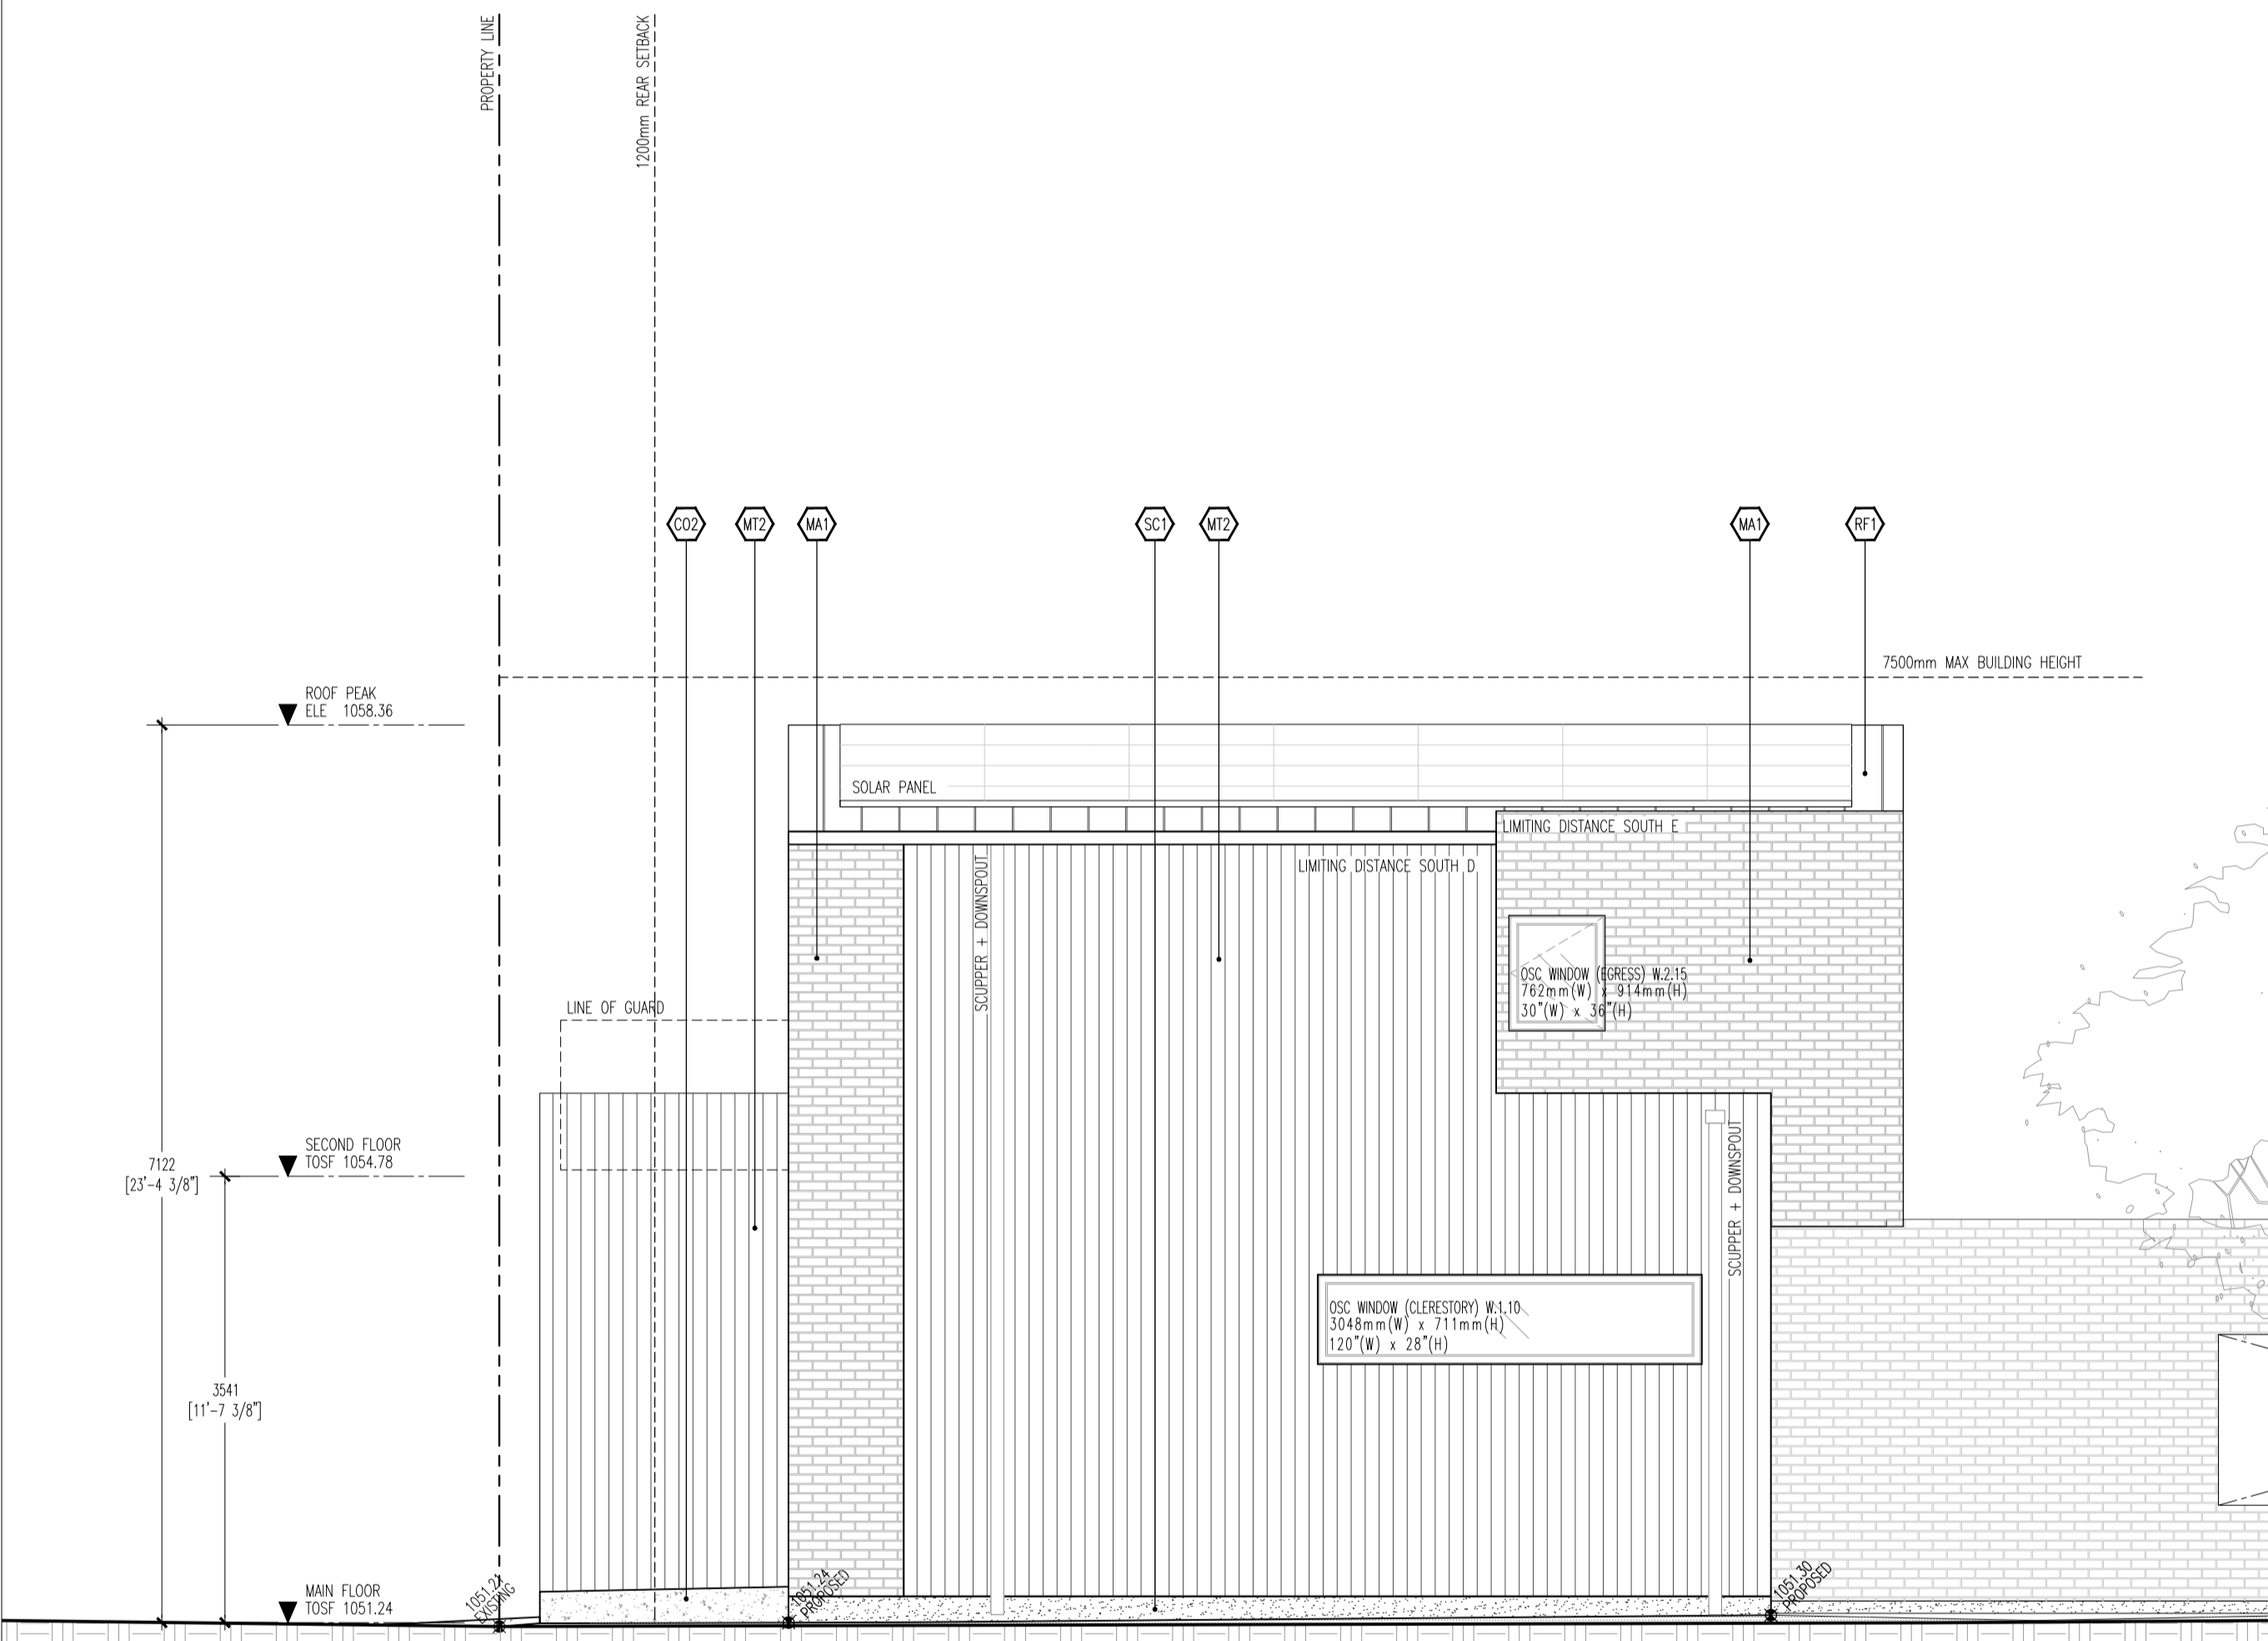 PROPERTY LINE
1200mm REAR SETBACK
CO2
MT2
MA1
SC1
MT2
MA1
RF1
7500mm MAX BUILDING HEIGHT
ROOF PEAK
ELE 1058.36
SOLAR PANEL
LIMITING DISTANCE SOUTH E
LIMITING DISTANCE SOUTH D
SCUPPER + DOWNSPOUT
OSC WINDOW (EGRESS) W.2.15
762mm(W) x 914mm(H)
30"(W) x 36"(H)
LINE OF GUARD
SECOND FLOOR
TOSF 1054.78
7122
[23'-4 3/8"]
SCUPPER + DOWNSPOUT
OSC WINDOW (CLERESTORY) W.1.10
3048mm(W) x 711mm(H)
120"(W) x 28"(H)
3541
[11'-7 3/8"]
MAIN FLOOR
TOSF 1051.24
1051.21
EXISTING
1051.24
PROPOSED
1051.30
PROPOSED